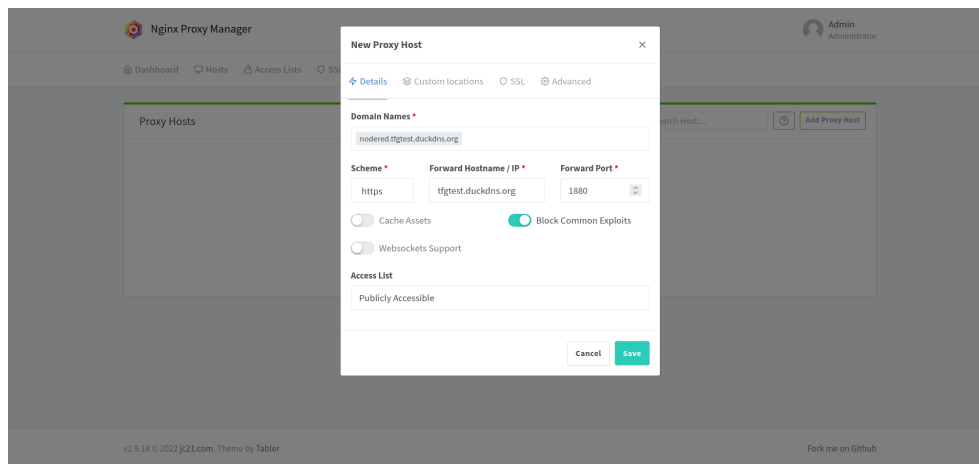 Nginx Proxy Manager
Admin
Administrator
Dashboard Hosts Access Lists
New Proxy Host
Details Custom locations SSL Advanced
Proxy Hosts
Host... Add Proxy Host
Domain Names *
nodered.tfgtest.duckdns.org
Scheme * Forward Hostname / IP * Forward Port *
https tfgtest.duckdns.org 1880
Cache Assets Block Common Exploits
Websockets Support
Access List
Publicly Accessible
Cancel Save
v2.9.18 © 2022 jc21.com. Theme by Tabler Fork me on Github